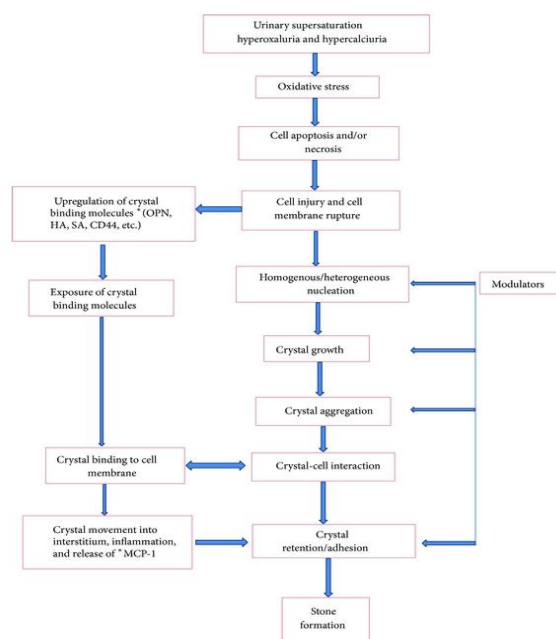 Urinary supersaturation
hyperoxaluria and hypercalciuria
Oxidative stress
Cell apoptosis and/or
necrosis
Upregulation of crystal
binding molecules *(OPN,
HA, SA, CD44, etc.)
Cell injury and cell
membrane rupture
Exposure of crystal
binding molecules
Homogenous/heterogeneous
nucleation
Modulators
Crystal growth
Crystal aggregation
Crystal binding to cell
membrane
Crystal-cell interaction
Crystal movement into
interstitium, inflammation,
and release of *MCP-1
Crystal
retention/adhesion
Stone
formation